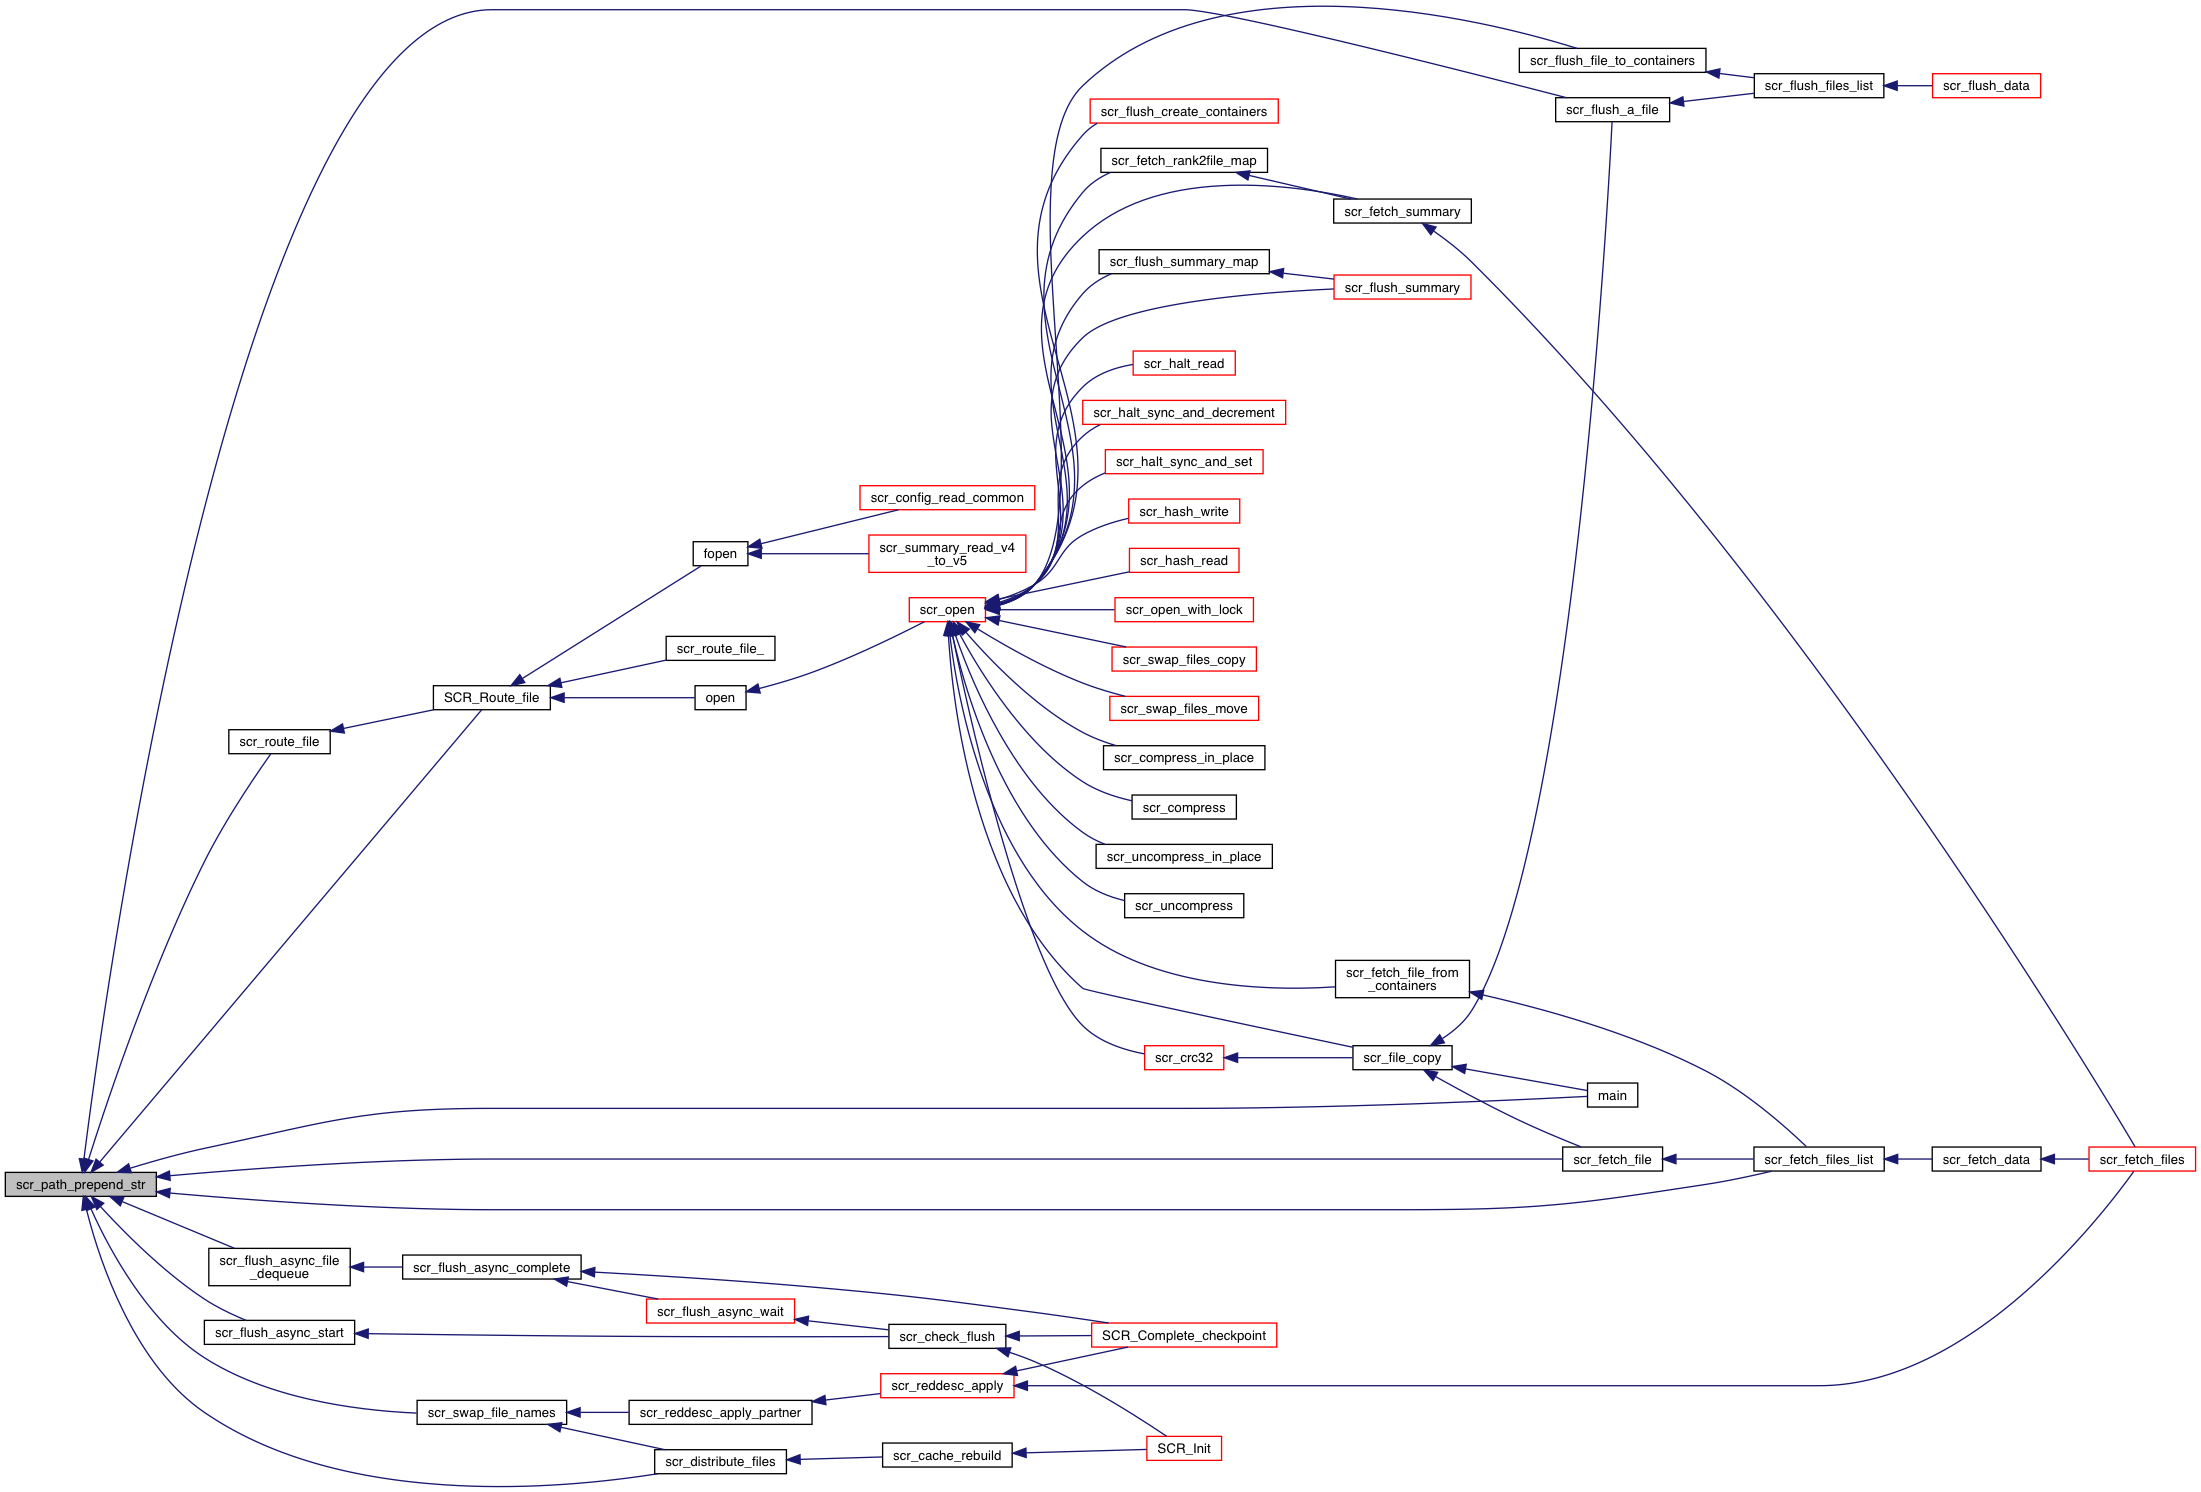 scr_flush_file_to_containers
scr_flush_files_list
scr_flush_data
scr_flush_a_file
scr_flush_create_containers
scr_fetch_rank2file_map
scr_fetch_summary
scr_flush_summary_map
scr_flush_summary
scr_halt_read
scr_halt_sync_and_decrement
scr_halt_sync_and_set
scr_config_read_common
scr_hash_write
fopen
scr_summary_read_v4
_to_v5
scr_hash_read
scr_open
scr_open_with_lock
scr_route_file_
scr_swap_files_copy
SCR_Route_file
open
scr_swap_files_move
scr_route_file
scr_compress_in_place
scr_compress
scr_uncompress_in_place
scr_uncompress
scr_fetch_file_from
_containers
scr_crc32
scr_file_copy
main
scr_fetch_file
scr_fetch_files_list
scr_fetch_data
scr_fetch_files
scr_path_prepend_str
scr_flush_async_file
_dequeue
scr_flush_async_complete
scr_flush_async_wait
scr_flush_async_start
scr_check_flush
SCR_Complete_checkpoint
scr_reddesc_apply
scr_swap_file_names
scr_reddesc_apply_partner
SCR_Init
scr_distribute_files
scr_cache_rebuild